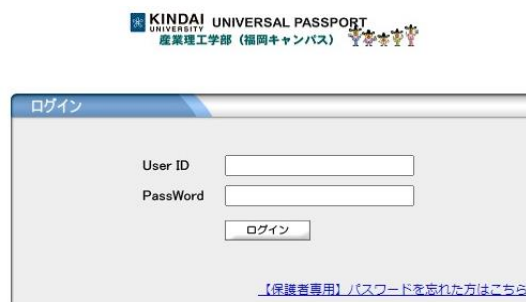 KINDAI UNIVERSITY UNIVERSAL PASSPORT
産業理工学部（福岡キャンパス）
ログイン
User ID
PassWord
ログイン
【保護者専用】パスワードを忘れた方はこちら